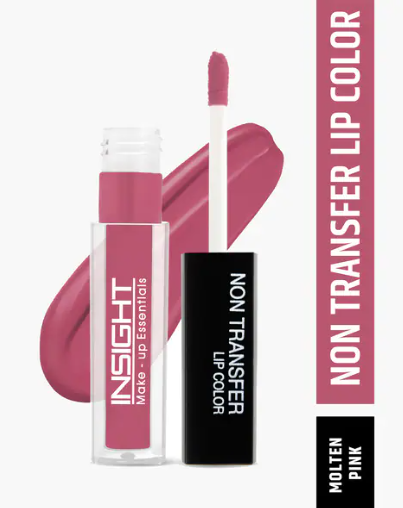 INSIGHT
Make - up Essentials
NON TRANSFER
LIP COLOR
NON TRANSFER LIP COLOR
MOLTEN
PINK